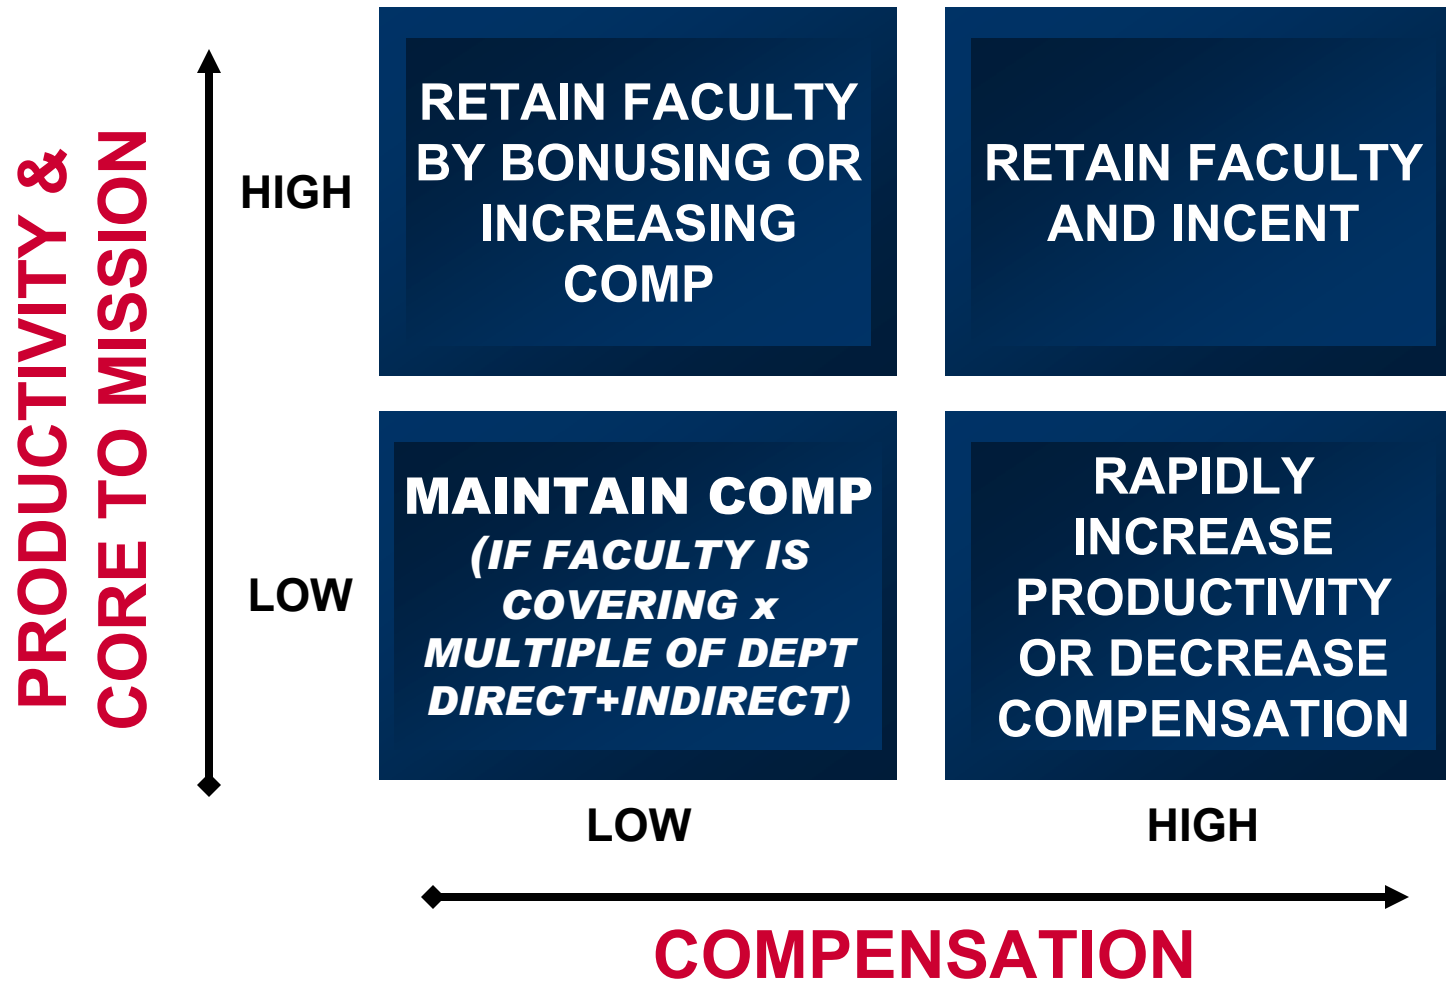 PRODUCTIVITY &
CORE TO MISSION
HIGH
RETAIN FACULTY
BY BONUSING OR
INCREASING
COMP
RETAIN FACULTY
AND INCENT
LOW
MAINTAIN COMP
(IF FACULTY IS
COVERING x
MULTIPLE OF DEPT
DIRECT+INDIRECT)
RAPIDLY
INCREASE
PRODUCTIVITY
OR DECREASE
COMPENSATION
LOW
HIGH
COMPENSATION